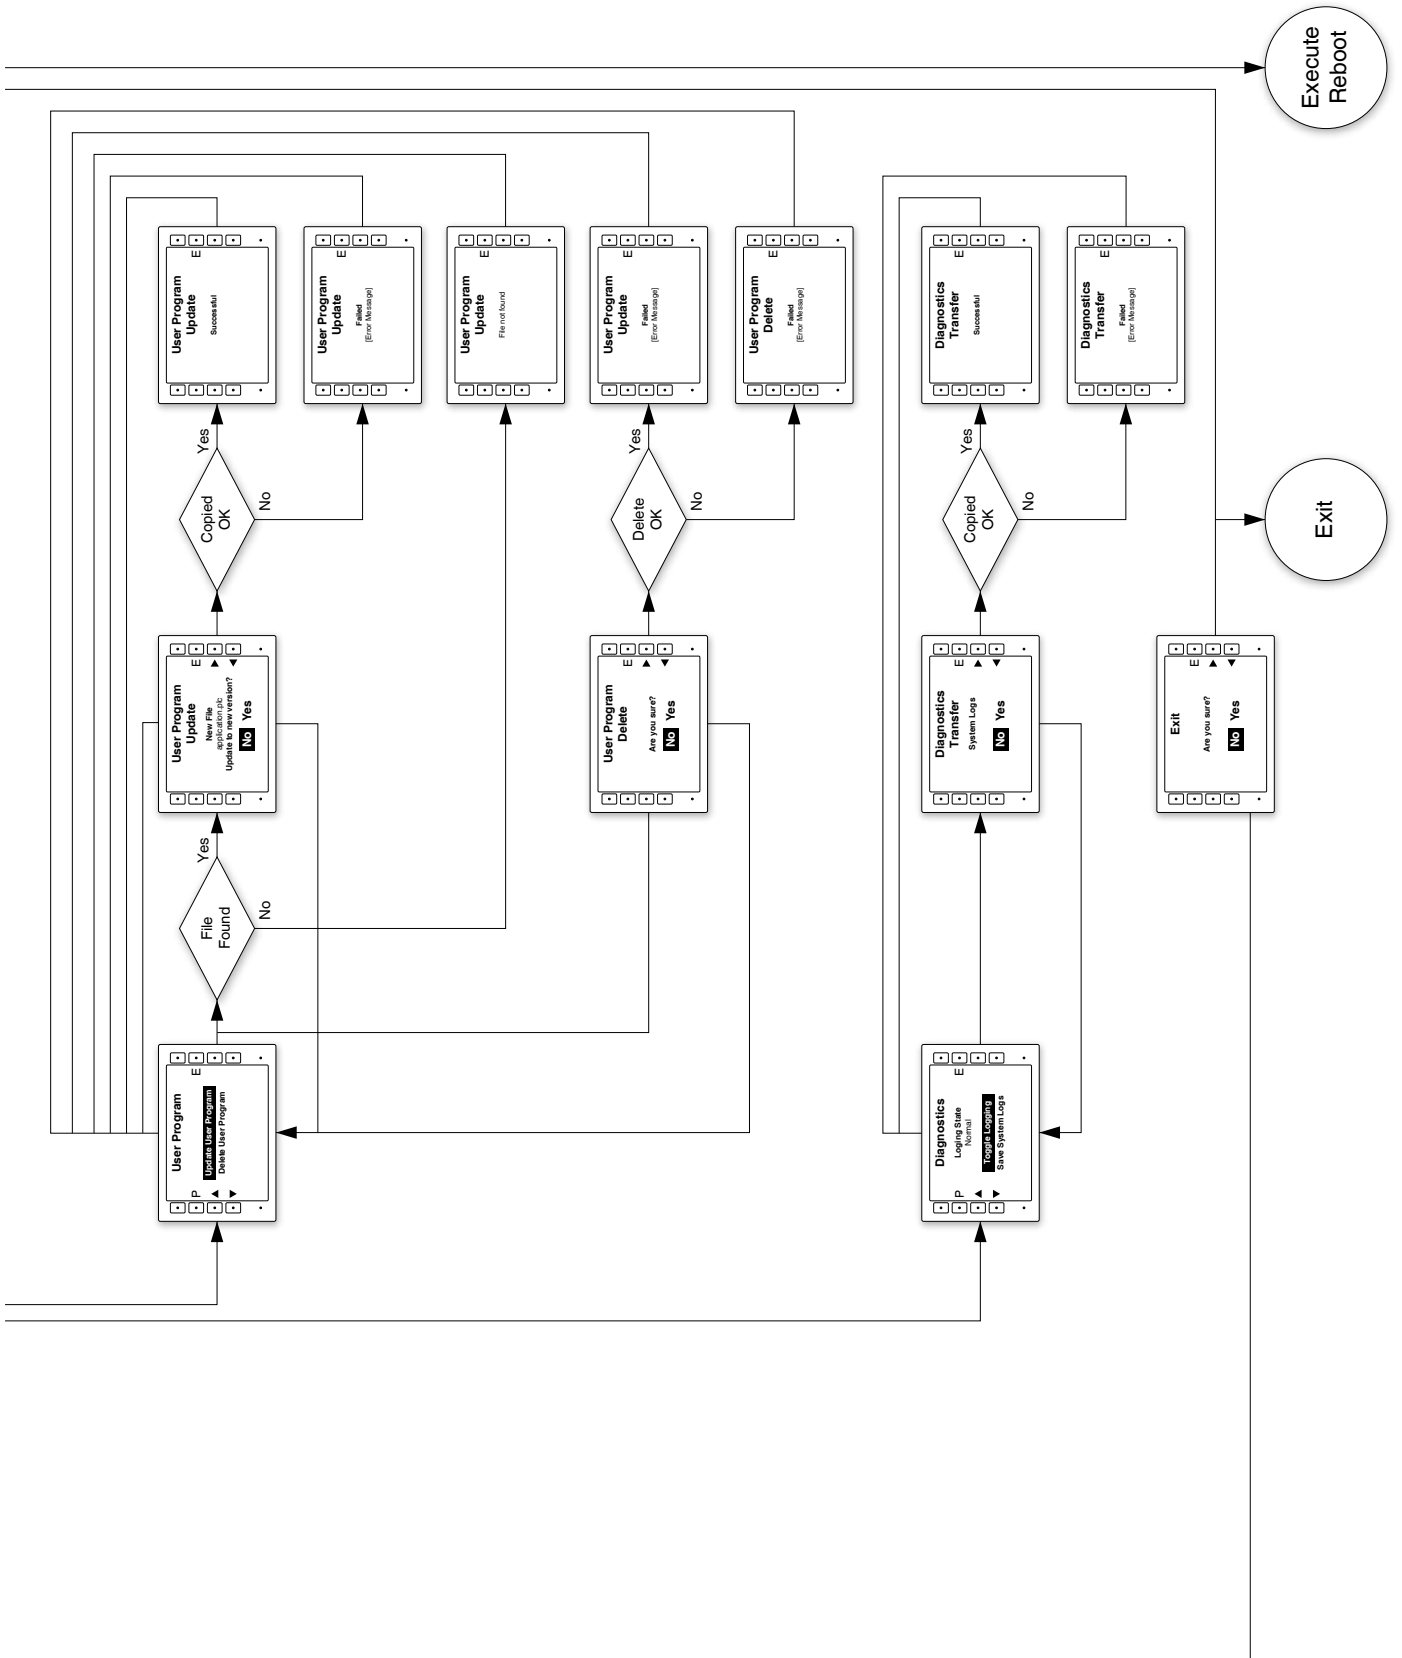 User Program
P
E
Update User Program
Delete User Program
File
Found
Yes
No
User Program
Update
E
New File
application.plc
Update to new version?
No Yes
Copied
OK
Yes
No
User Program
Update
E
Successful
User Program
Update
E
Failed
[Error Message]
User Program
Update
E
File not found
User Program
Delete
E
Are you sure?
No Yes
Delete
OK
Yes
No
User Program
Update
E
Failed
[Error Message]
User Program
Delete
E
Failed
[Error Message]
Diagnostics
P
E
Loging State
Normal
Toggle Logging
Save System Logs
Diagnostics
Transfer
E
System Logs
No Yes
Copied
OK
Yes
No
Diagnostics
Transfer
E
Successful
Diagnostics
Transfer
E
Failed
[Error Message]
Exit
E
Are you sure?
No Yes
Exit
Execute
Reboot